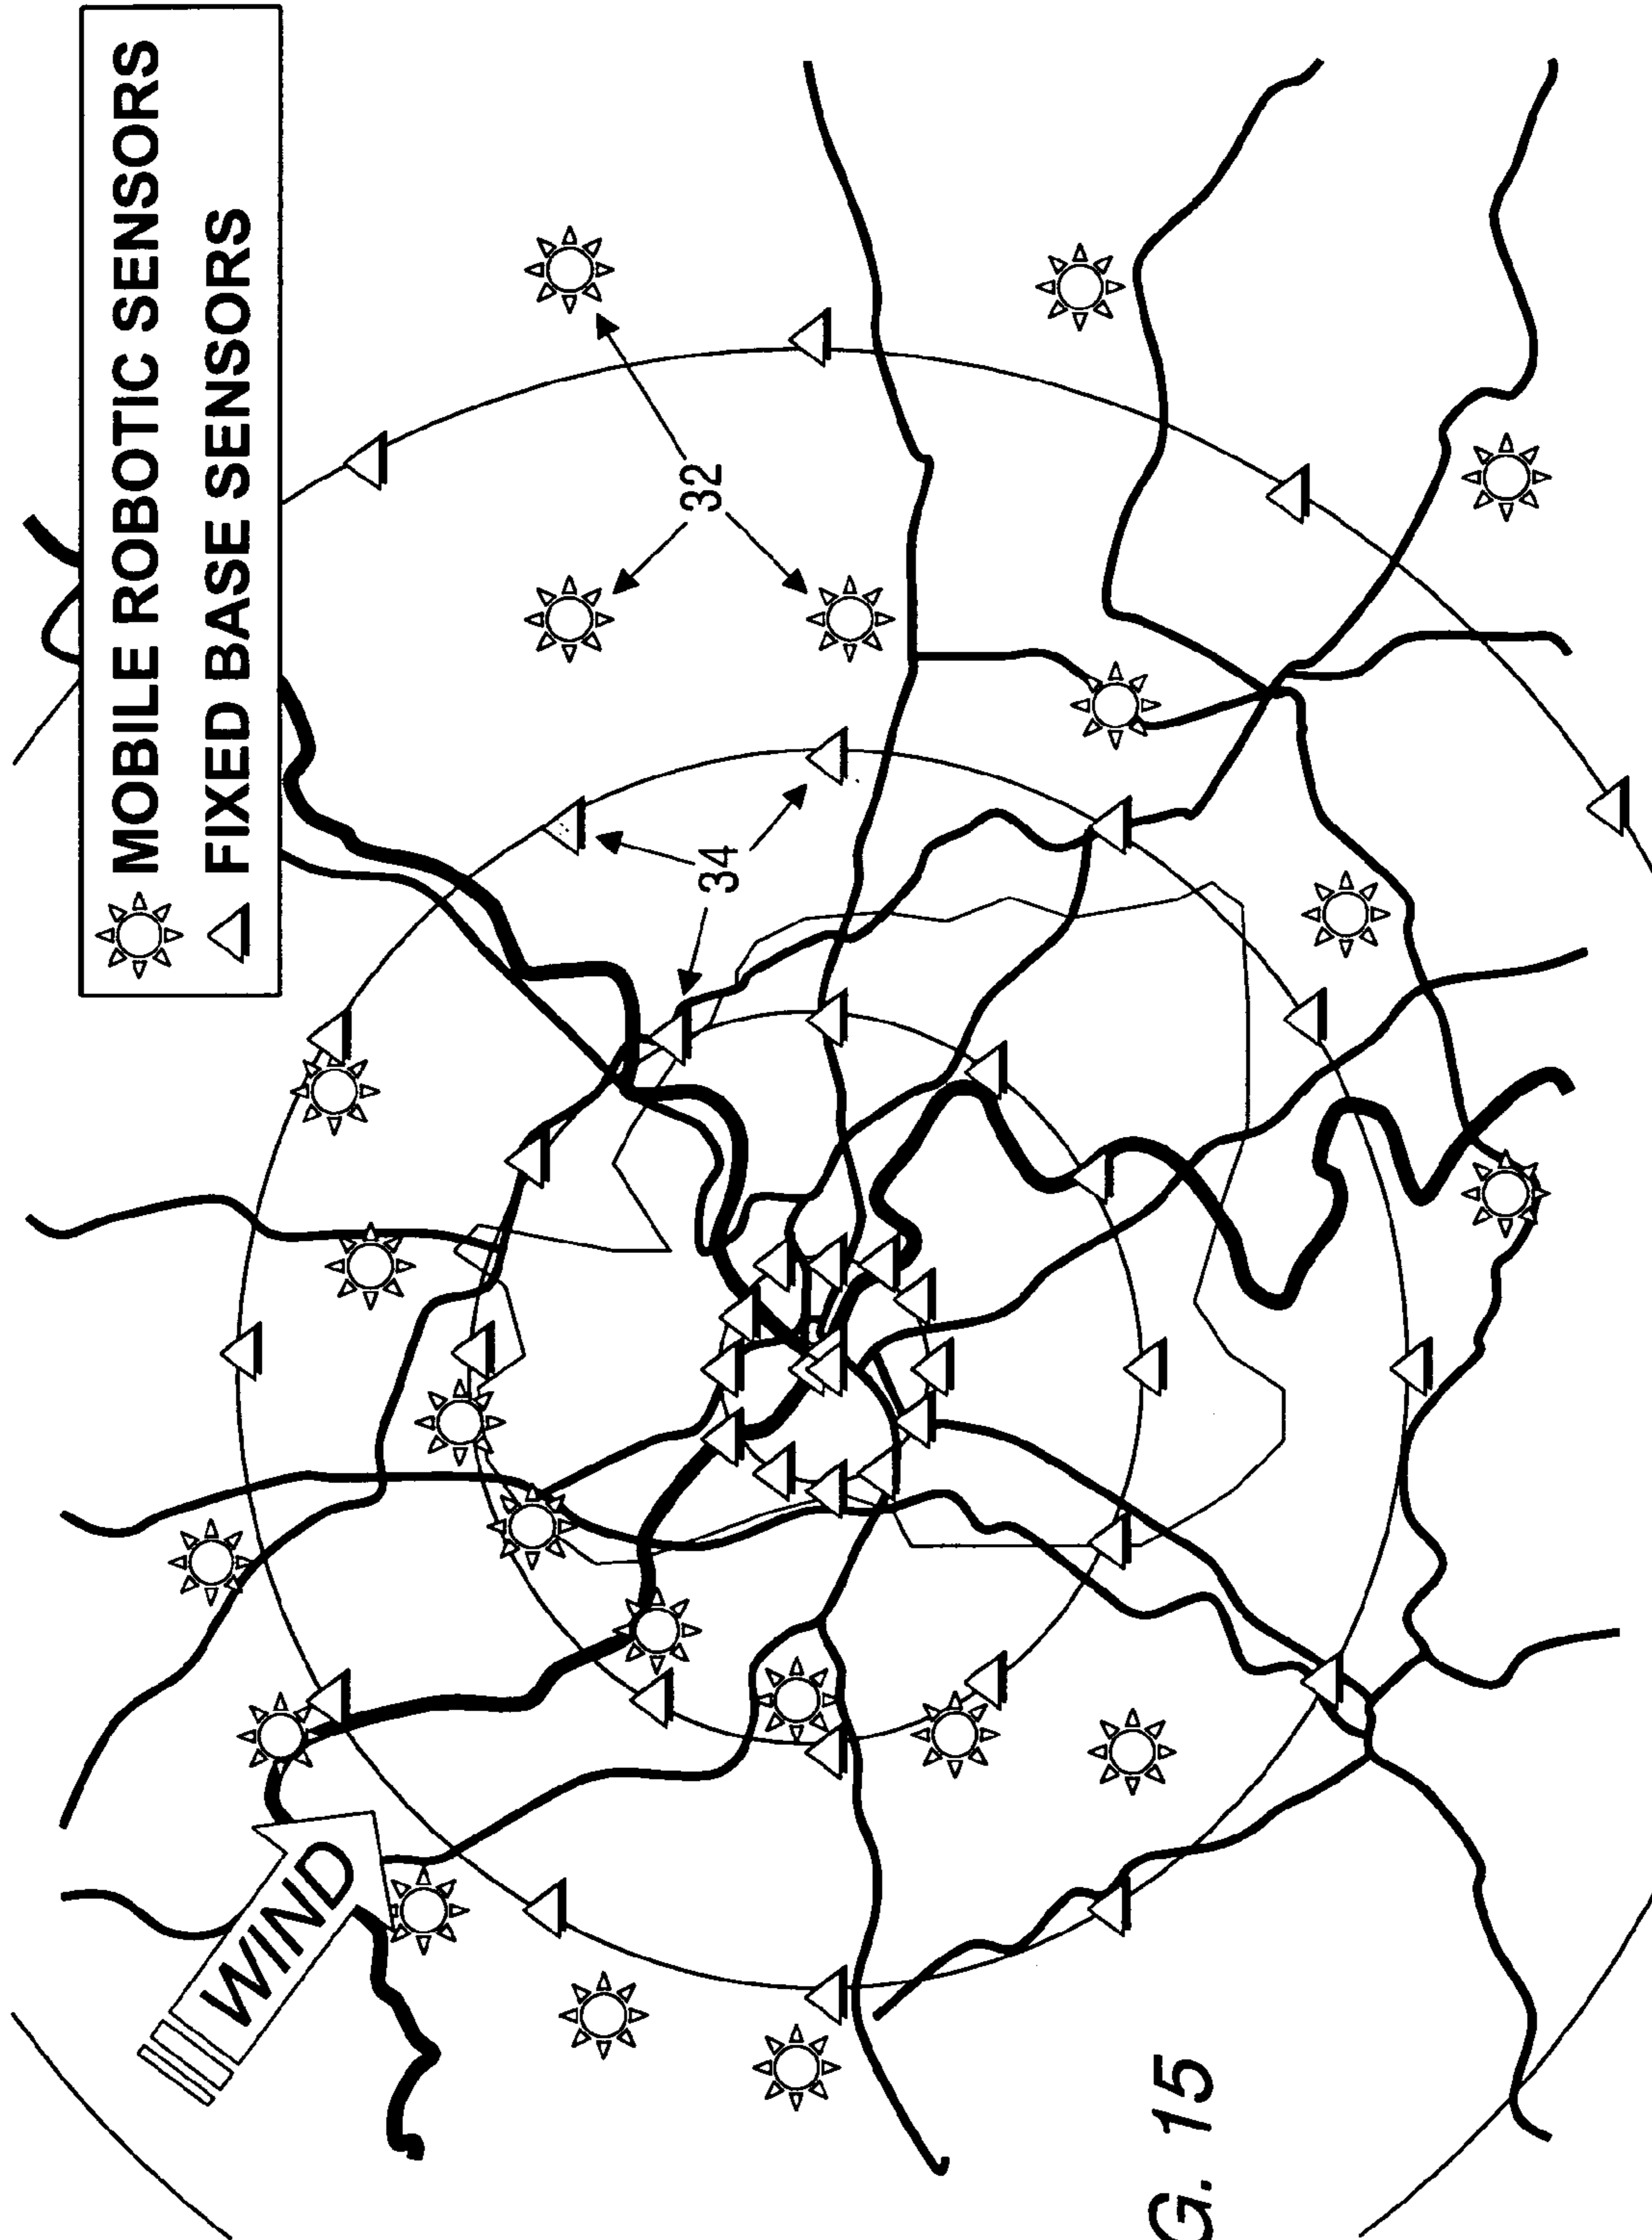 MOBILE ROBOTIC SENSORS
FIXED BASE SENSORS
32
34
WIND
G. 15